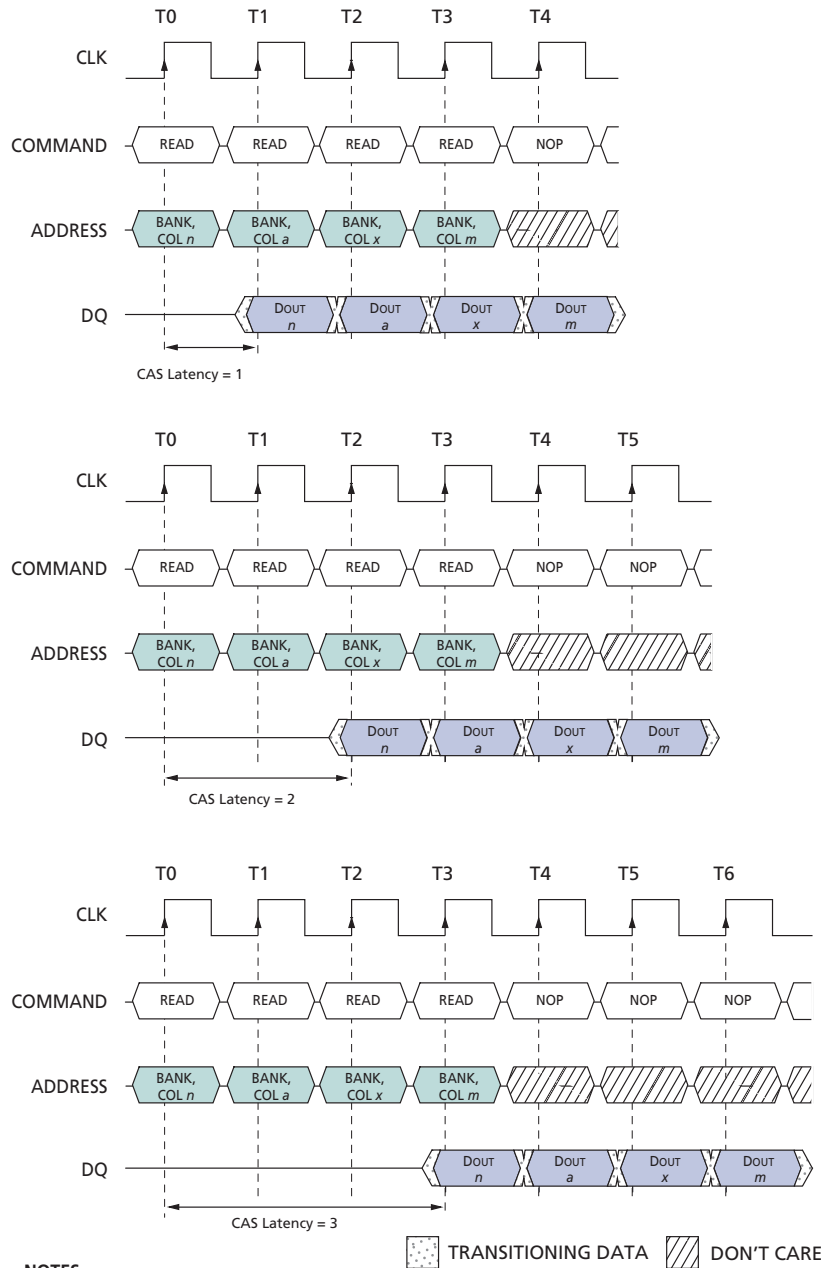 T0 T1 T2 T3 T4
CLK
COMMAND READ READ READ READ NOP
ADDRESS BANK, COL n BANK, COL a BANK, COL x BANK, COL m
DQ DOUT n DOUT a DOUT x DOUT m
CAS Latency = 1
T0 T1 T2 T3 T4 T5
CLK
COMMAND READ READ READ READ NOP NOP
ADDRESS BANK, COL n BANK, COL a BANK, COL x BANK, COL m
DQ DOUT n DOUT a DOUT x DOUT m
CAS Latency = 2
T0 T1 T2 T3 T4 T5 T6
CLK
COMMAND READ READ READ READ NOP NOP NOP
ADDRESS BANK, COL n BANK, COL a BANK, COL x BANK, COL m
DQ DOUT n DOUT a DOUT x DOUT m
CAS Latency = 3
TRANSITIONING DATA DON'T CARE
NOTES